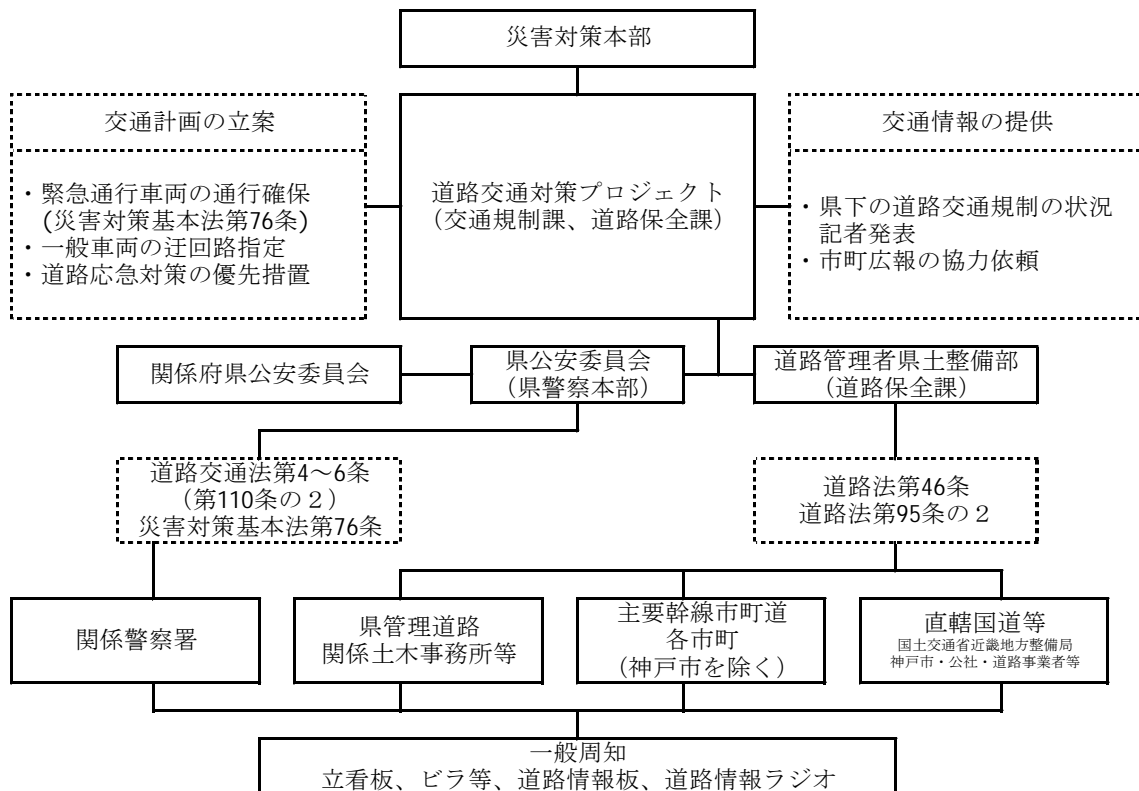 災害対策本部
交通計画の立案
・緊急通行車両の通行確保
(災害対策基本法第76条)
・一般車両の迂回路指定
・道路応急対策の優先措置
道路交通対策プロジェクト
(交通規制課、道路保全課)
交通情報の提供
・県下の道路交通規制の状況
記者発表
・市町広報の協力依頼
関係府県公安委員会
県公安委員会
(県警察本部)
道路管理者県土整備部
(道路保全課)
道路交通法第4～6条
(第110条の２)
災害対策基本法第76条
道路法第46条
道路法第95条の２
関係警察署
県管理道路
関係土木事務所等
主要幹線市町道
各市町
(神戸市を除く)
直轄国道等
国土交通省近畿地方整備局
神戸市・公社・道路事業者等
一般周知
立看板、ビラ等、道路情報板、道路情報ラジオ